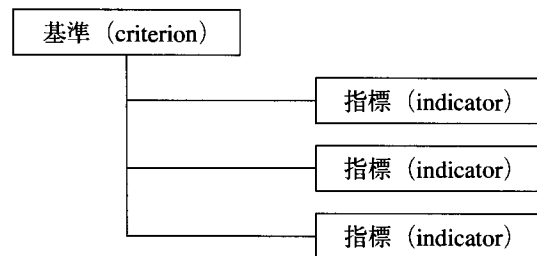 基準（criterion）
指標（indicator）
指標（indicator）
指標（indicator）